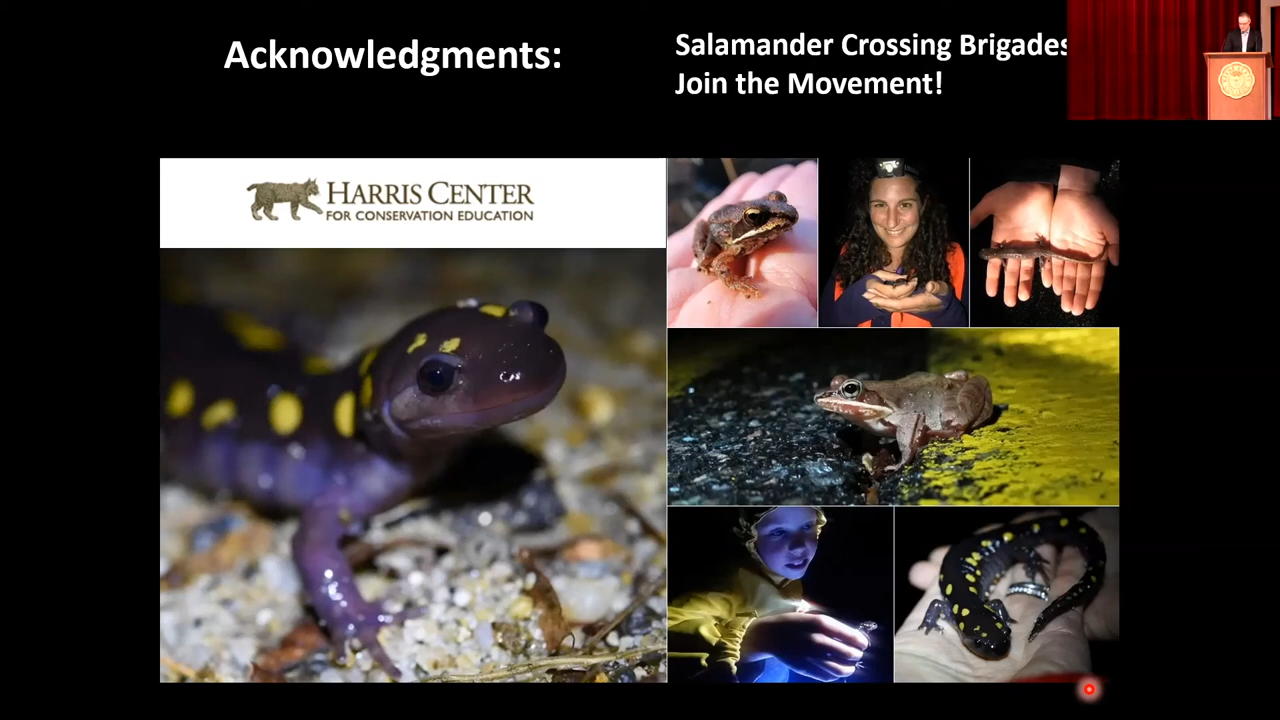 Acknowledgments:
Salamander Crossing Brigades
Join the Movement!
HARRIS CENTER
FOR CONSERVATION EDUCATION